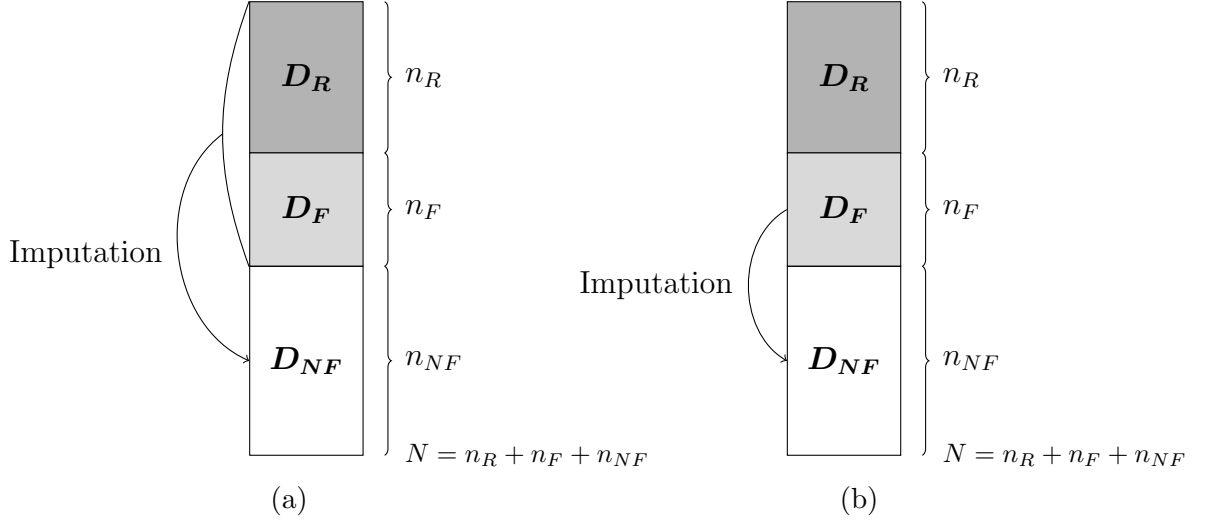 D_R
n_R
D_F
n_F
Imputation
D_NF
n_NF
N = n_R + n_F + n_NF
(a)
D_R
n_R
D_F
n_F
Imputation
D_NF
n_NF
N = n_R + n_F + n_NF
(b)